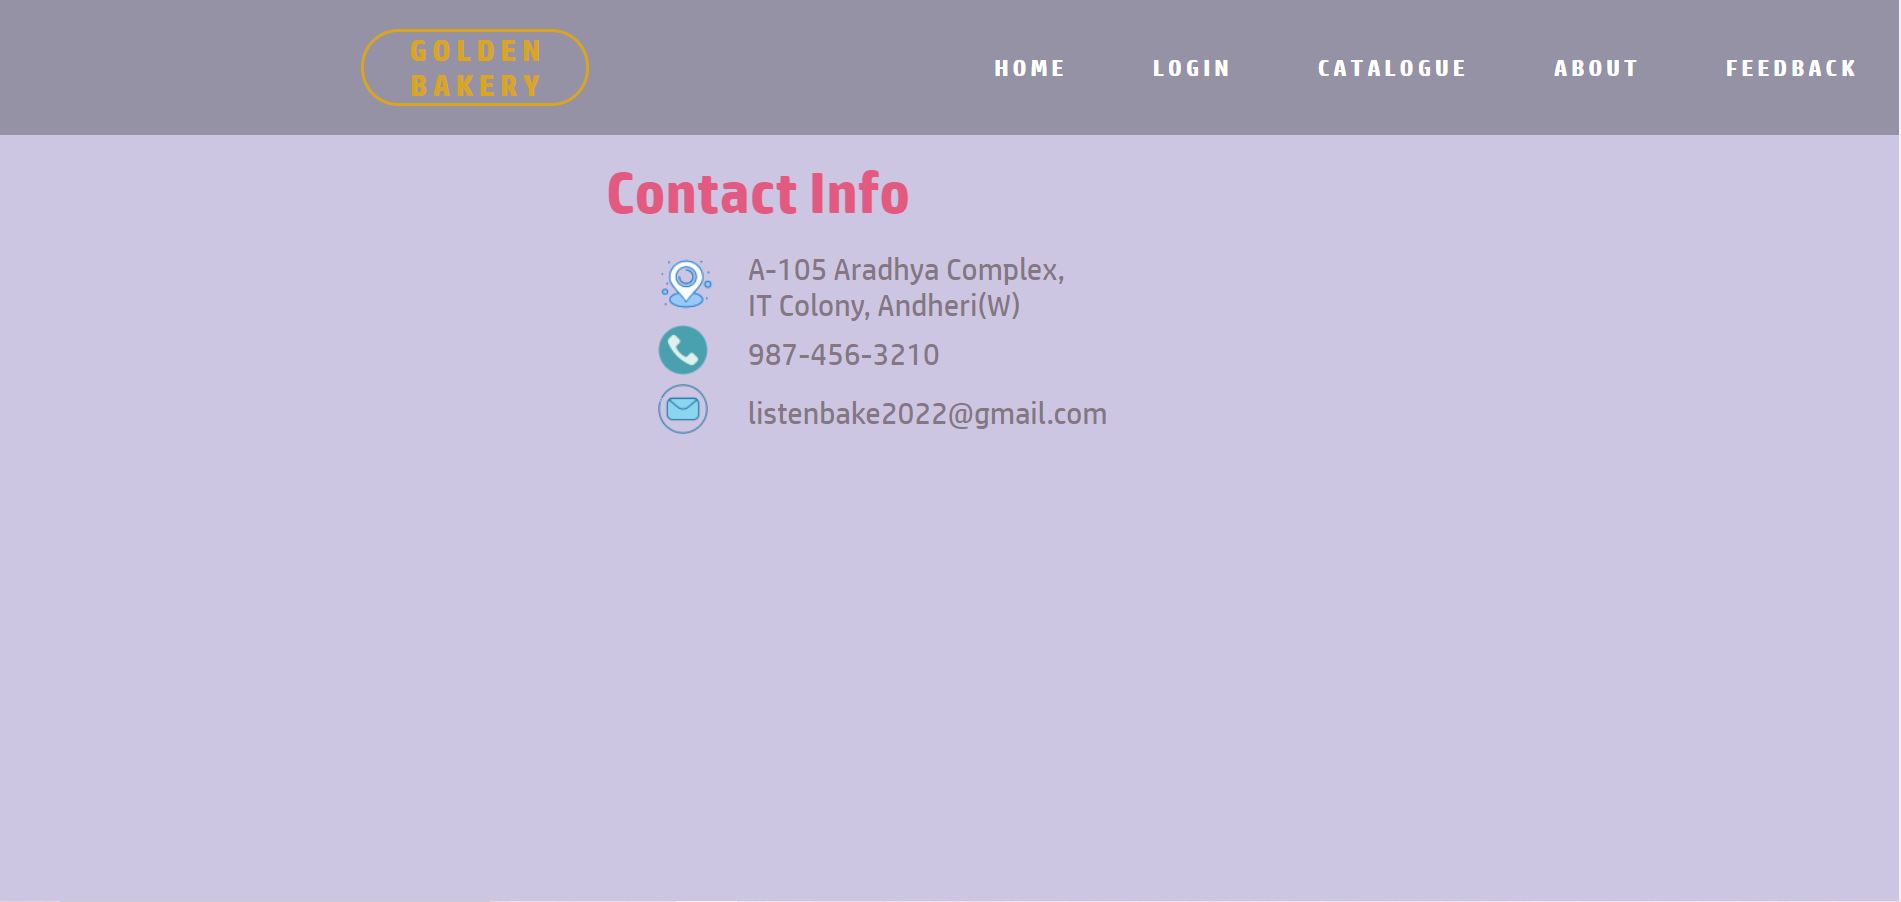 GOLDEN
BAKERY
HOME LOGIN CATALOGUE ABOUT FEEDBACK
Contact Info
A-105 Aradhya Complex,
IT Colony, Andheri(W)
987-456-3210
listenbake2022@gmail.com